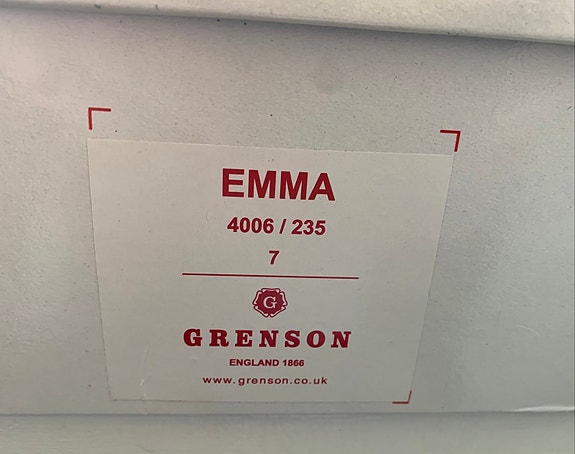 EMMA
4006 / 235
7
G
GRENSON
ENGLAND 1866
www.grenson.co.uk